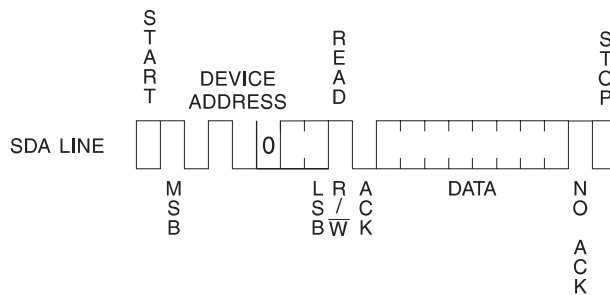 START
DEVICE
ADDRESS
READ
STOP
SDA LINE
0
MSB
LSB
R/W
ACK
DATA
NO ACK